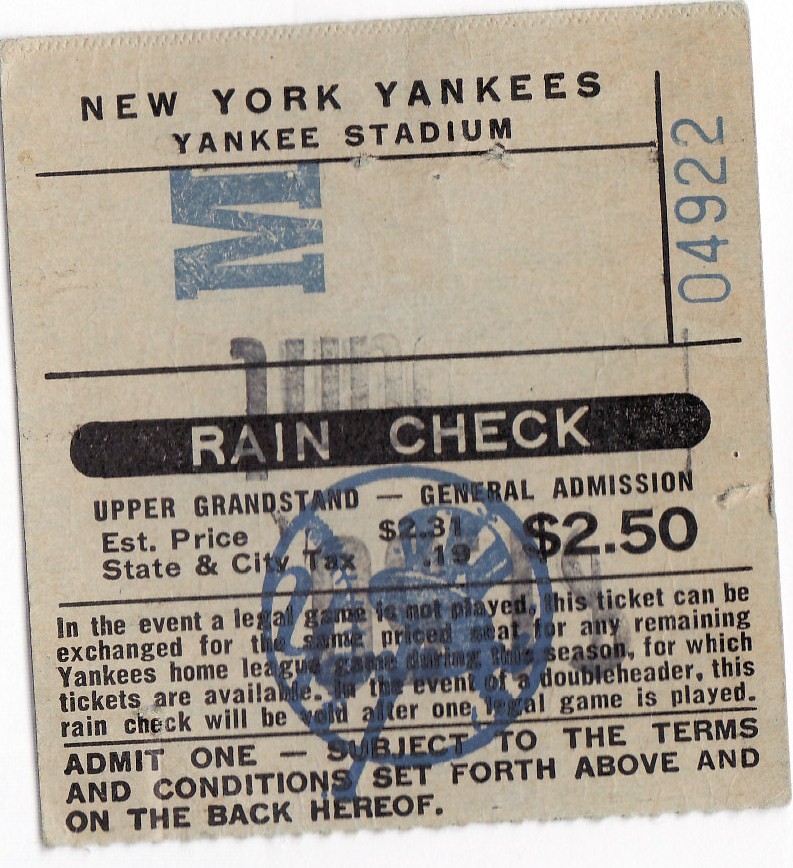 NEW YORK YANKEES
YANKEE STADIUM
04922
M
RAIN CHECK
UPPER GRANDSTAND — GENERAL ADMISSION
Est. Price $2.31
State & City Tax .19
$2.50
In the event a legal game is not played, this ticket can be
exchanged for the same priced seat for any remaining
Yankees home league game during this season, for which
tickets are available. In the event of a doubleheader, this
rain check will be void after one legal game is played.
ADMIT ONE — SUBJECT TO THE TERMS
AND CONDITIONS SET FORTH ABOVE AND
ON THE BACK HEREOF.